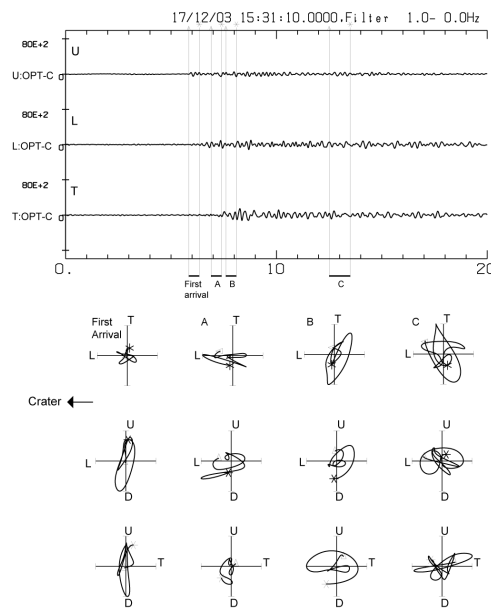 17/12/03 15:31:10.0000.Filter 1.0- 0.0Hz
80E+2
U
U:OPT-C 0
80E+2
L
L:OPT-C 0
80E+2
T
T:OPT-C 0
0. 10 20
First arrival A B C
First Arrival T A T B T C T
L L L L
Crater
U U U U
L L L L
D D D D
U U U U
T T T T
D D D D